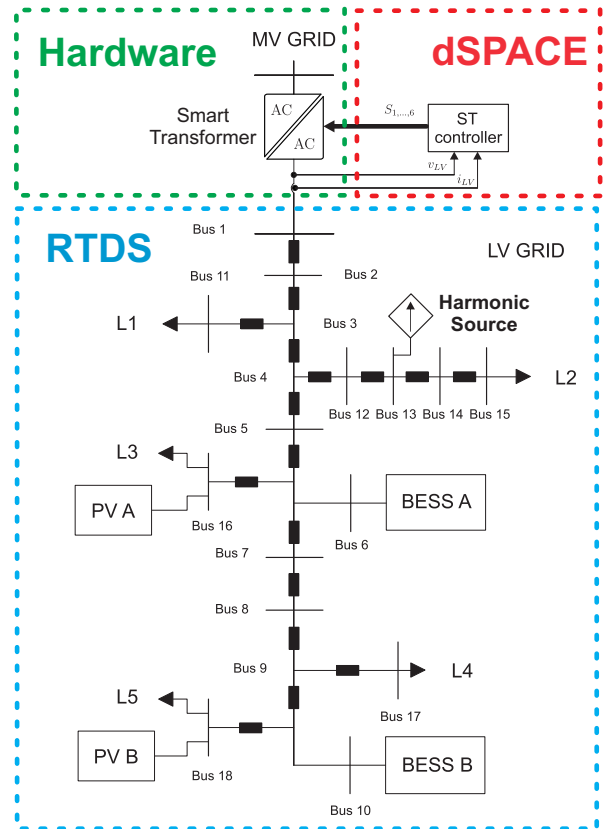 MV GRID
Hardware
dSPACE
Smart
Transformer
AC
AC
S1,...,6
ST
controller
vLV
iLV
RTDS
Bus 1
LV GRID
Bus 11
Bus 2
Harmonic
Source
L1
Bus 3
Bus 4
L2
Bus 12
Bus 13
Bus 14
Bus 15
Bus 5
L3
PV A
BESS A
Bus 16
Bus 6
Bus 7
Bus 8
Bus 9
L4
L5
Bus 17
PV B
BESS B
Bus 18
Bus 10